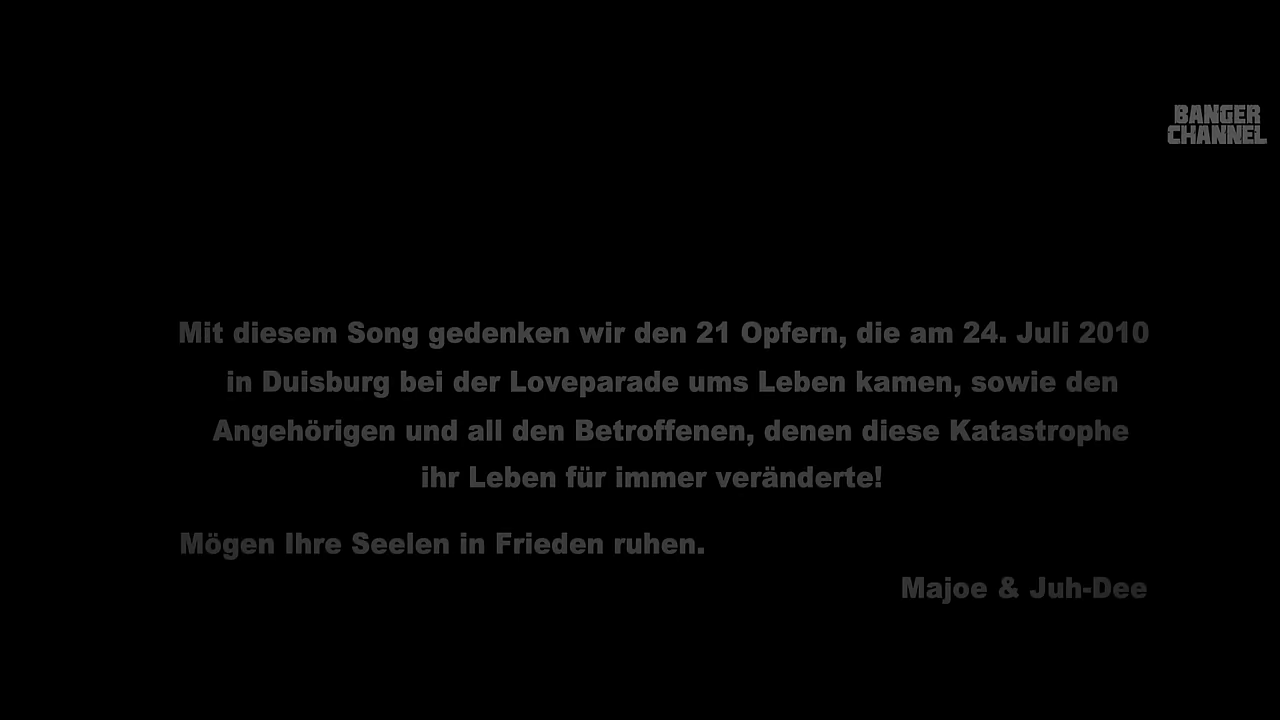 BANGER
CHANNEL
Mit diesem Song gedenken wir den 21 Opfern, die am 24. Juli 2010
in Duisburg bei der Loveparade ums Leben kamen, sowie den
Angehörigen und all den Betroffenen, denen diese Katastrophe
ihr Leben für immer veränderte!
Mögen Ihre Seelen in Frieden ruhen.
Majoe & Juh-Dee